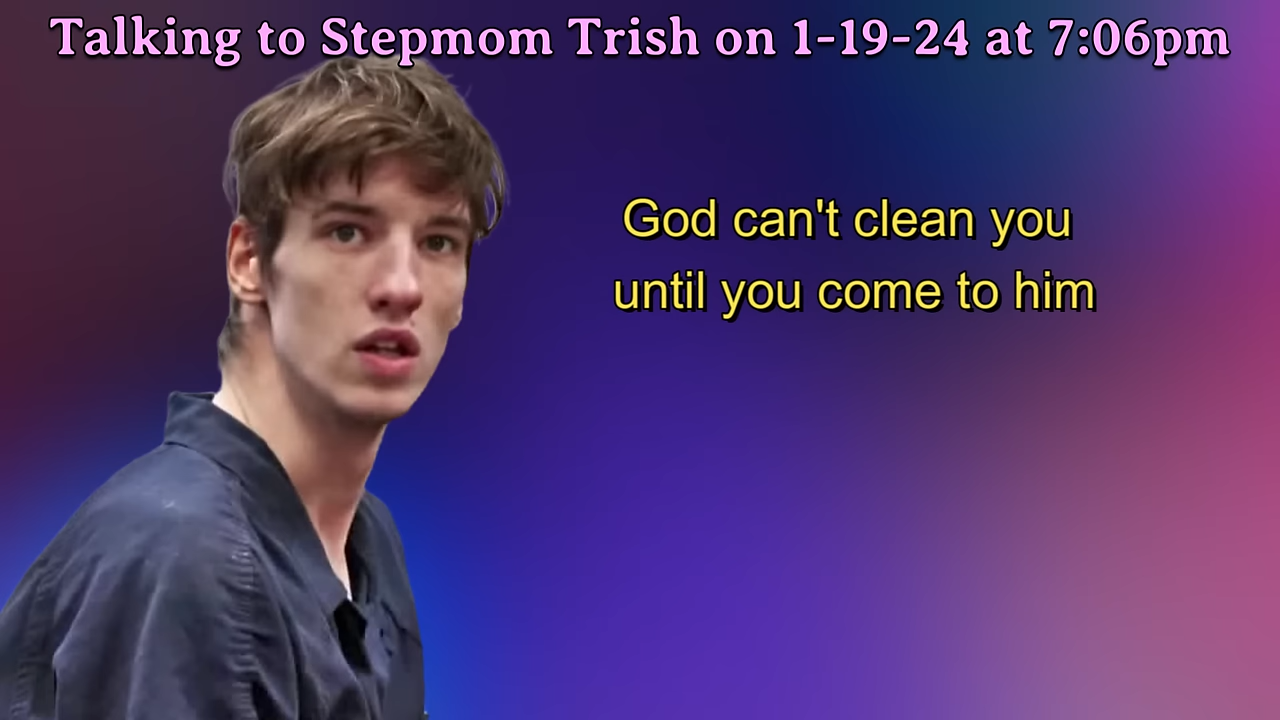 Talking to Stepmom Trish on 1-19-24 at 7:06pm
God can't clean you
until you come to him